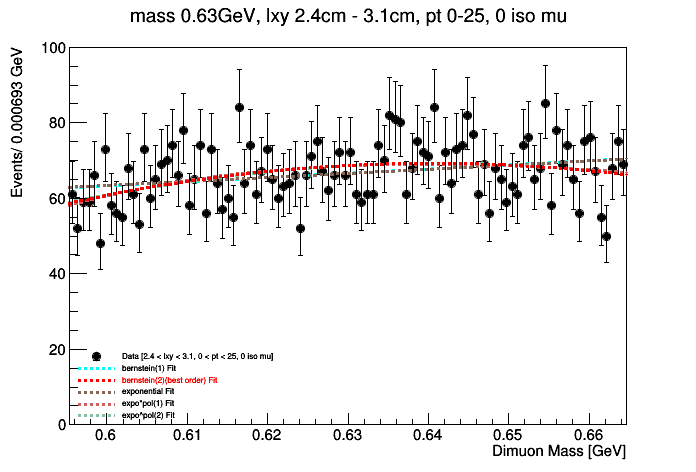 mass 0.63GeV, lxy 2.4cm - 3.1cm, pt 0-25, 0 iso mu
Events/ 0.000693 GeV
100
80
60
40
20
0
Data [2.4 < lxy < 3.1, 0 < pt < 25, 0 iso mu]
bernstein(1) Fit
bernstein(2)(best order) Fit
exponential Fit
expo*pol(1) Fit
expo*pol(2) Fit
0.6 0.61 0.62 0.63 0.64 0.65 0.66
Dimuon Mass [GeV]